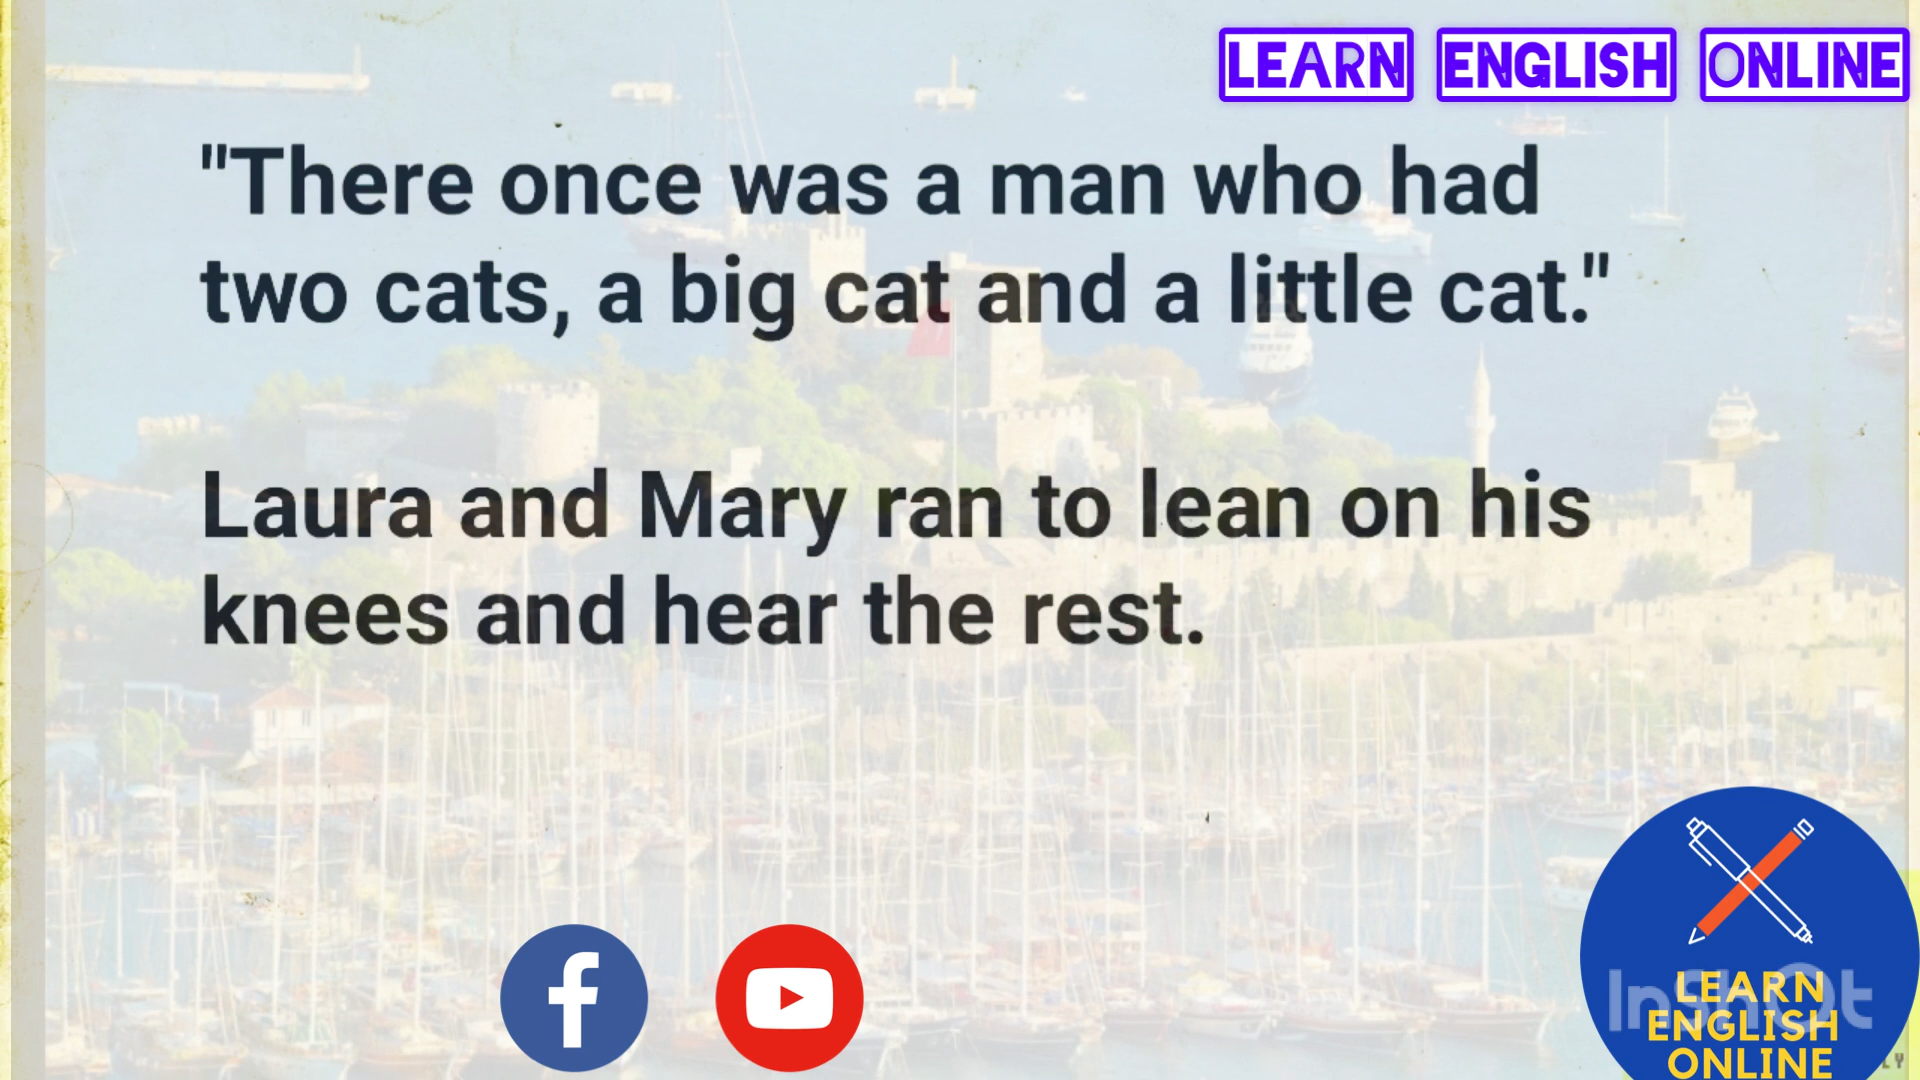 LEARN ENGLISH ONLINE
"There once was a man who had
two cats, a big cat and a little cat."
Laura and Mary ran to lean on his
knees and hear the rest.
InShOt
LEARN
ENGLISH
ONLINE